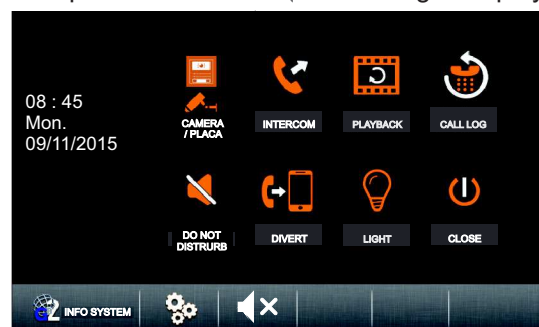 08 : 45
Mon.
09/11/2015
CAMERA
/PLACA
INTERCOM
PLAYBACK
CALL LOG
DO NOT
DISTRURB
DIVERT
LIGHT
CLOSE
2 INFO SYSTEM